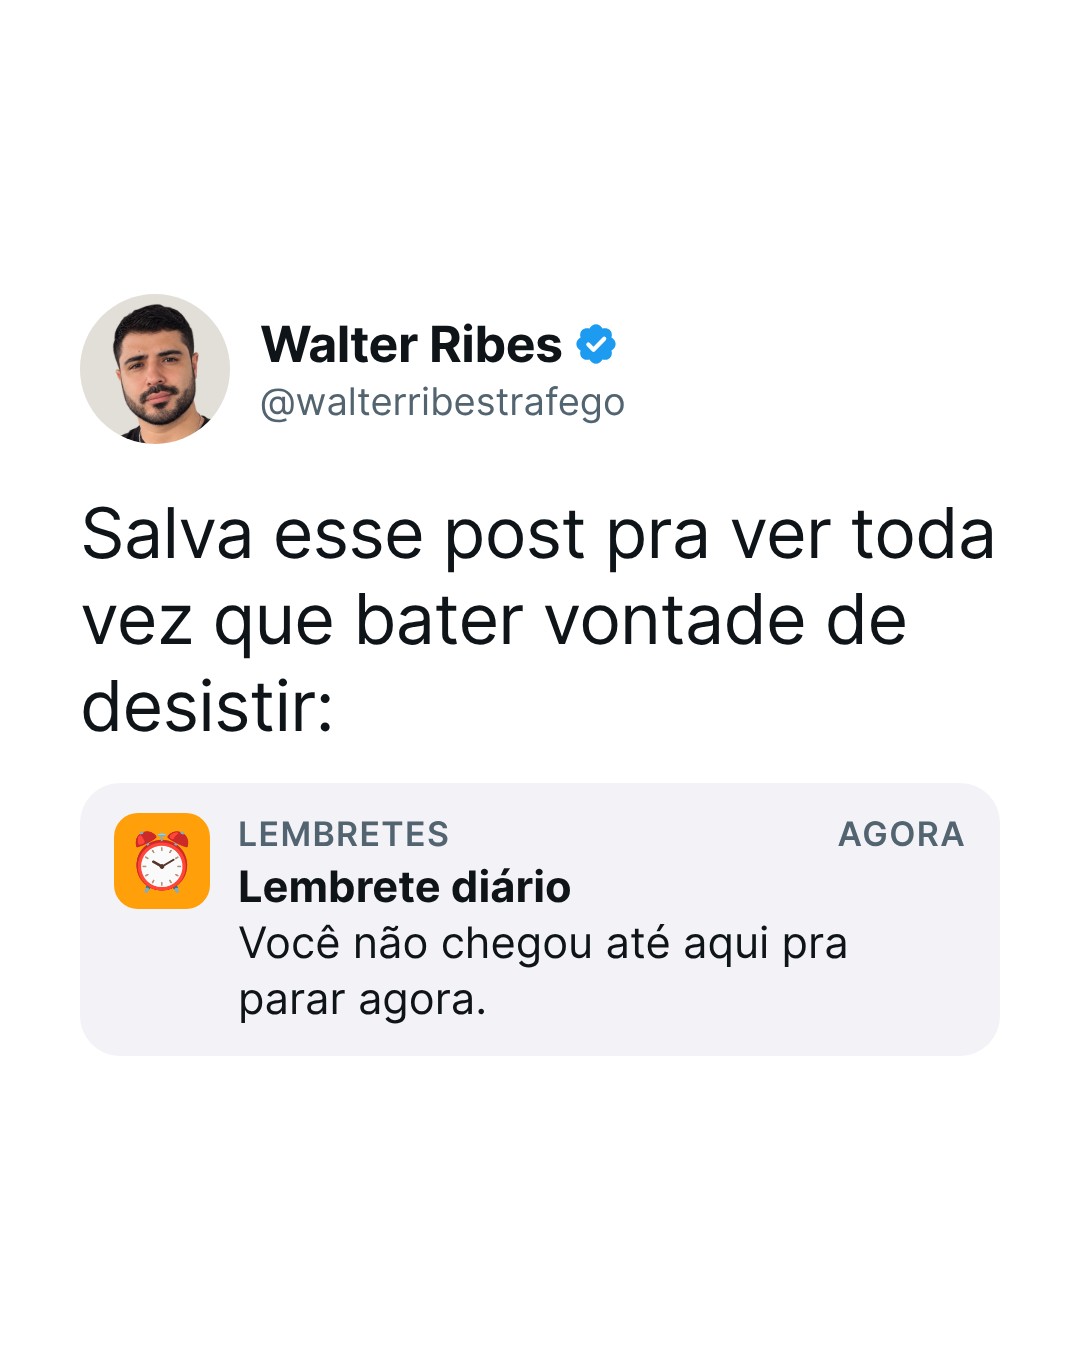 Walter Ribes
@walterribestrafego
Salva esse post pra ver toda
vez que bater vontade de
desistir:
LEMBRETES AGORA
Lembrete diário
Você não chegou até aqui pra
parar agora.